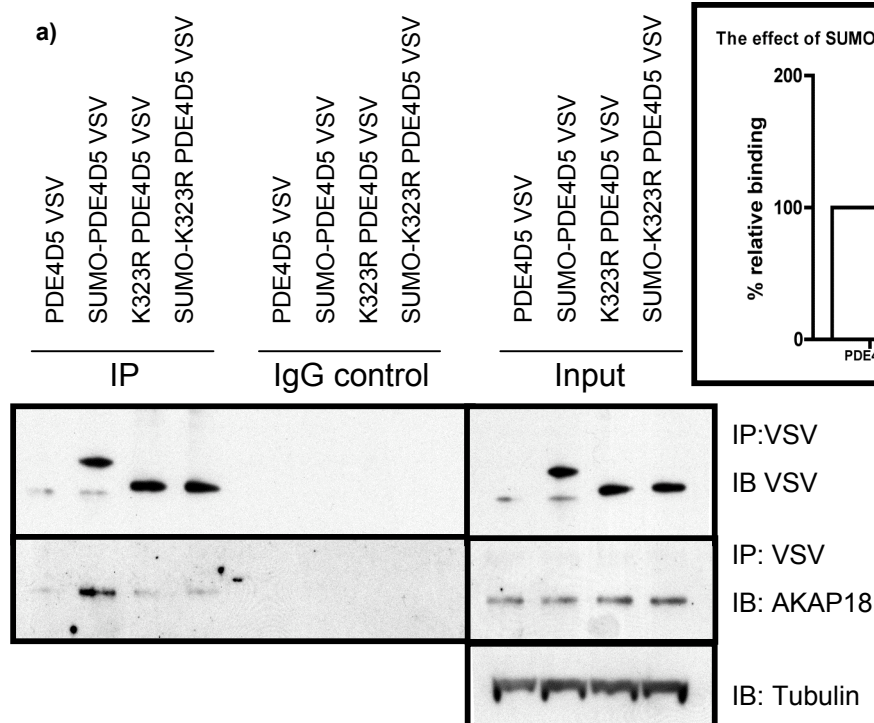 a)
PDE4D5 VSV
SUMO-PDE4D5 VSV
K323R PDE4D5 VSV
SUMO-K323R PDE4D5 VSV
PDE4D5 VSV
SUMO-PDE4D5 VSV
K323R PDE4D5 VSV
SUMO-K323R PDE4D5 VSV
PDE4D5 VSV
SUMO-PDE4D5 VSV
K323R PDE4D5 VSV
SUMO-K323R PDE4D5 VSV
The effect of SUMO
200
100
0
% relative binding
PDE4
IP
IgG control
Input
IP:VSV
IB VSV
IP: VSV
IB: AKAP18
IB: Tubulin